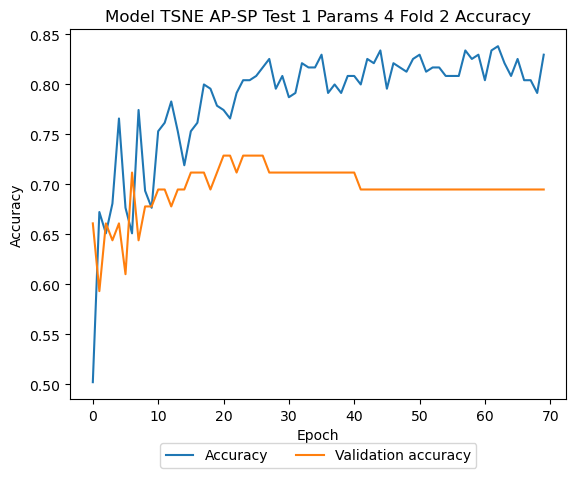 Model TSNE AP-SP Test 1 Params 4 Fold 2 Accuracy
0.85
0.80
0.75
0.70
0.65
0.60
0.55
0.50
Accuracy
0 10 20 30 40 50 60 70
Epoch
Accuracy Validation accuracy